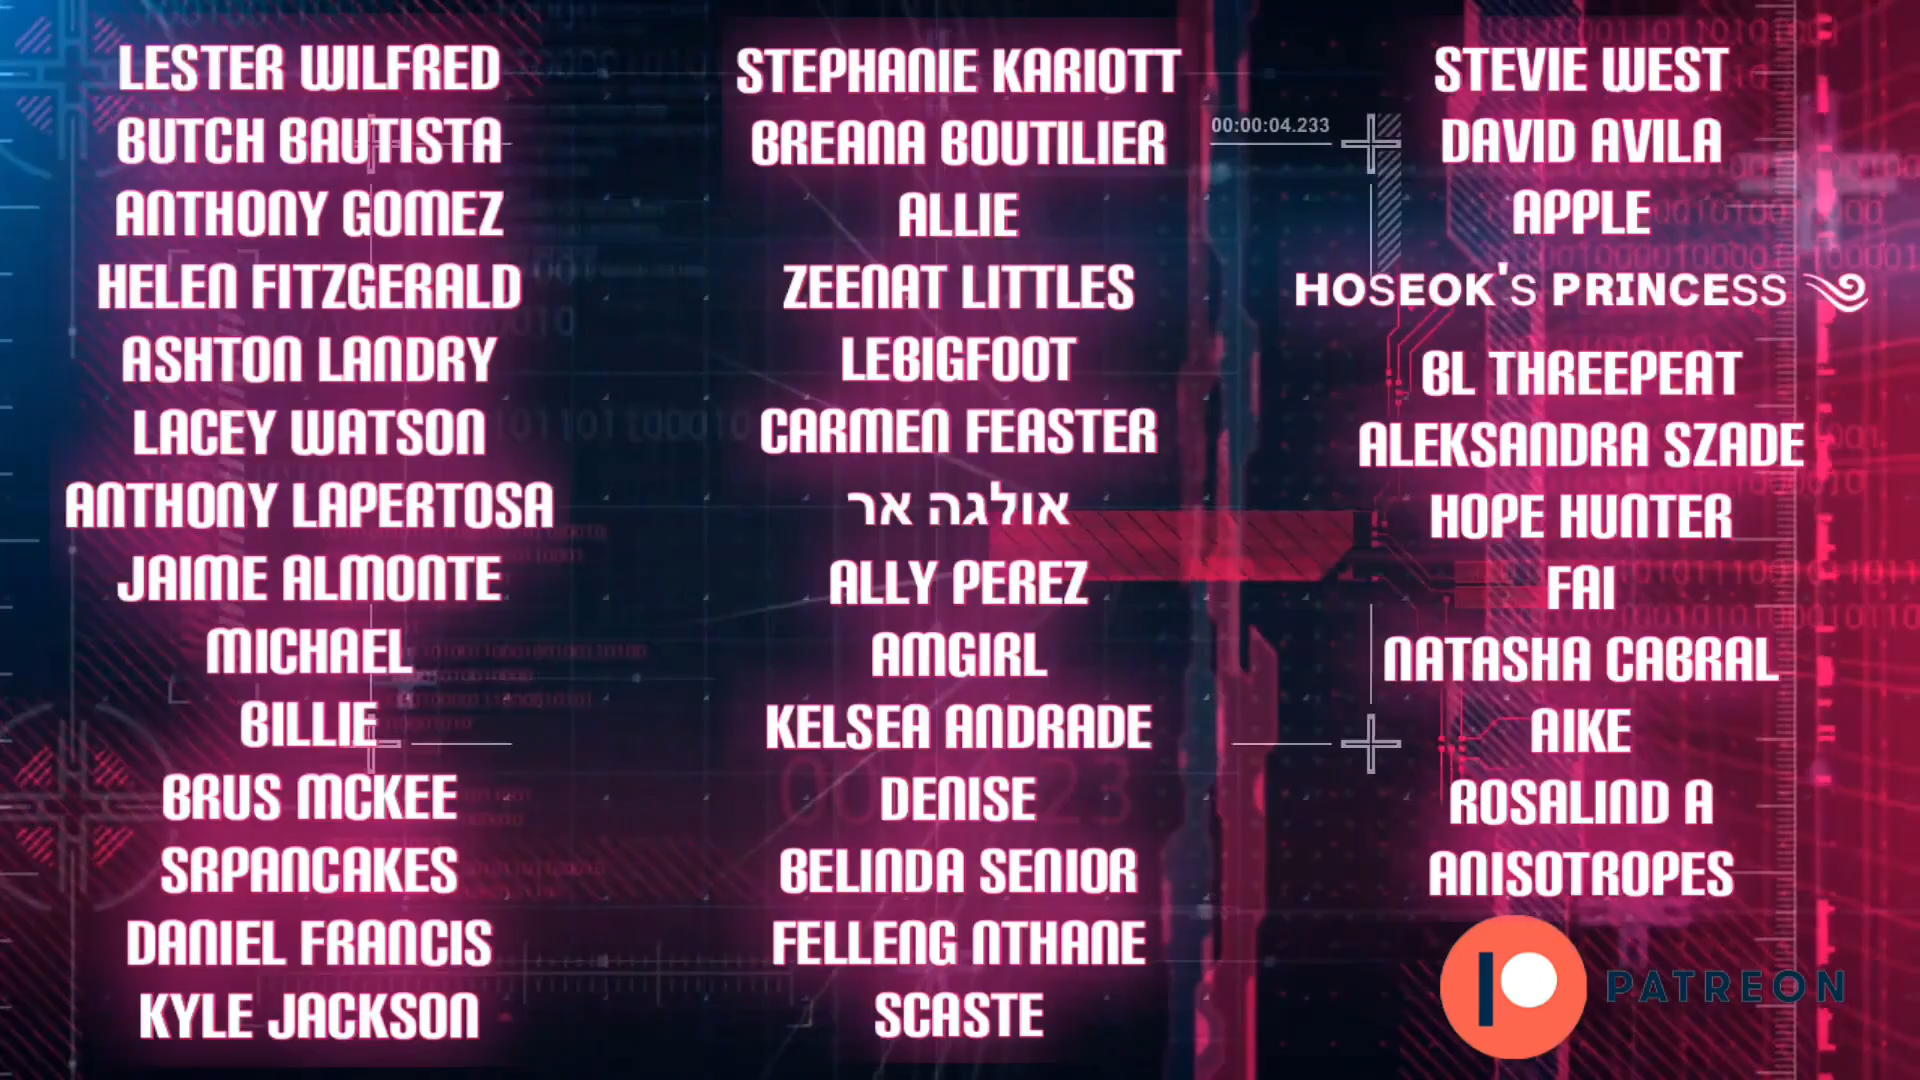 LESTER WILFRED
BUTCH BAUTISTA
ANTHONY GOMEZ
HELEN FITZGERALD
ASHTON LANDRY
LACEY WATSON
ANTHONY LAPERTOSA
JAIME ALMONTE
MICHAEL
BILLIE
BRUS MCKEE
SRPANCAKES
DANIEL FRANCIS
KYLE JACKSON
STEPHANIE KARIOTT
BREANA BOUTILIER
ALLIE
ZEENAT LITTLES
LEBIGFOOT
CARMEN FEASTER
אולגה אר
ALLY PEREZ
AMGIRL
KELSEA ANDRADE
DENISE
BELINDA SENIOR
FELLENG NTHANE
SCASTE
00:00:04.233
STEVIE WEST
DAVID AVILA
APPLE
HOSEOK'S PRINCESS ༄
BL THREEPEAT
ALEKSANDRA SZADE
HOPE HUNTER
FAI
NATASHA CABRAL
AIKE
ROSALIND A
ANISOTROPES
PATREON